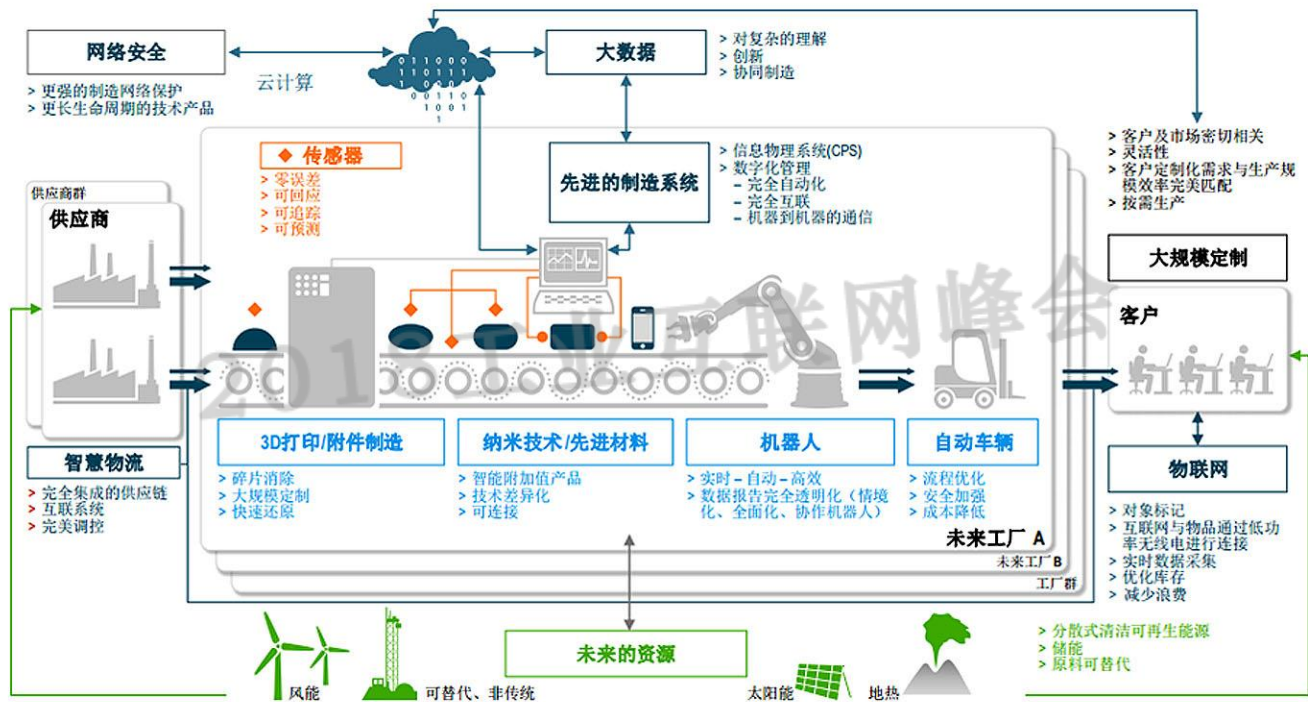 网络安全
> 更强的制造网络保护
> 更长生命周期的技术产品
云计算
大数据
> 对复杂的理解
> 创新
> 协同制造
> 客户及市场密切相关
> 灵活性
> 客户定制化需求与生产规
模效率完美匹配
> 按需生产
传感器
> 零误差
> 可回应
> 可追踪
> 可预测
先进的制造系统
> 信息物理系统(CPS)
> 数字化管理
– 完全自动化
– 完全互联
– 机器到机器的通信
供应商群
供应商
大规模定制
客户
2018工业互联网峰会
智慧物流
> 完全集成的供应链
> 互联系统
> 完美调控
3D打印/附件制造
> 碎片消除
> 大规模定制
> 快速还原
纳米技术/先进材料
> 智能附加值产品
> 技术差异化
> 可连接
机器人
> 实时 – 自动 – 高效
> 数据报告完全透明化（情境
化、全面化、协作机器人）
自动车辆
> 流程优化
> 安全加强
> 成本降低
物联网
> 对象标记
> 互联网与物品通过低功
率无线电进行连接
> 实时数据采集
> 优化库存
> 减少浪费
未来工厂 A
未来工厂 B
工厂群
未来的资源
风能
可替代、非传统
太阳能
地热
> 分散式清洁可再生能源
> 储能
> 原料可替代